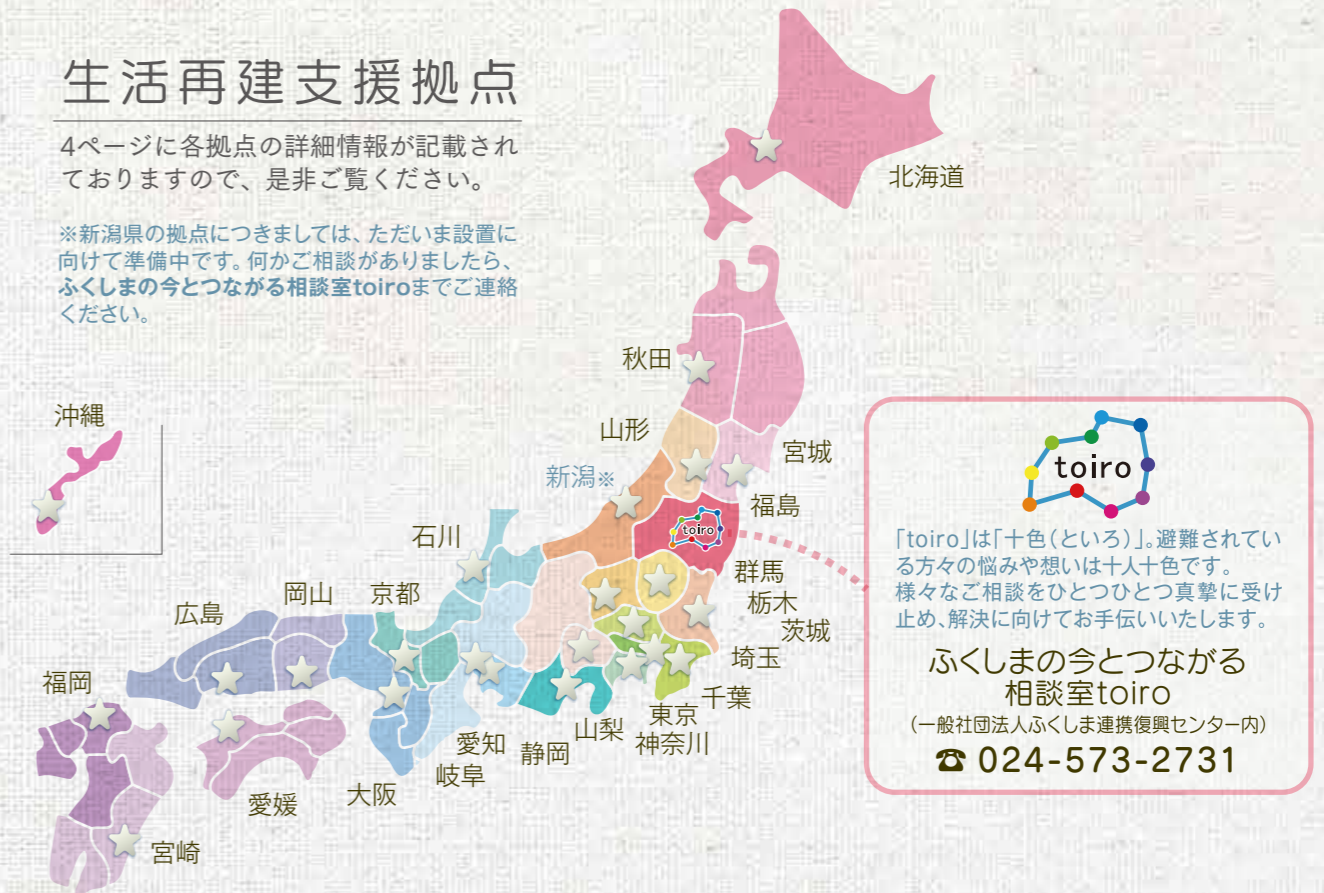 生活再建支援拠点
4ページに各拠点の詳細情報が記載され
ておりますので、是非ご覧ください。
※新潟県の拠点につきましては、ただいま設置に
向けて準備中です。何かご相談がありましたら、
ふくしまの今とつながる相談室toiroまでご連絡
ください。
北海道
秋田
沖縄
山形
宮城
新潟※
福島
toiro
石川
群馬
栃木
茨城
岡山
京都
広島
埼玉
福岡
千葉
東京
山梨
神奈川
静岡
愛知
岐阜
大阪
愛媛
宮崎
toiro
「toiro」は「十色(といろ)」。避難されてい
る方々の悩みや想いは十人十色です。
様々なご相談をひとつひとつ真摯に受け
止め、解決に向けてお手伝いいたします。
ふくしまの今とつながる
相談室toiro
(一般社団法人ふくしま連携復興センター内)
☎ 024-573-2731